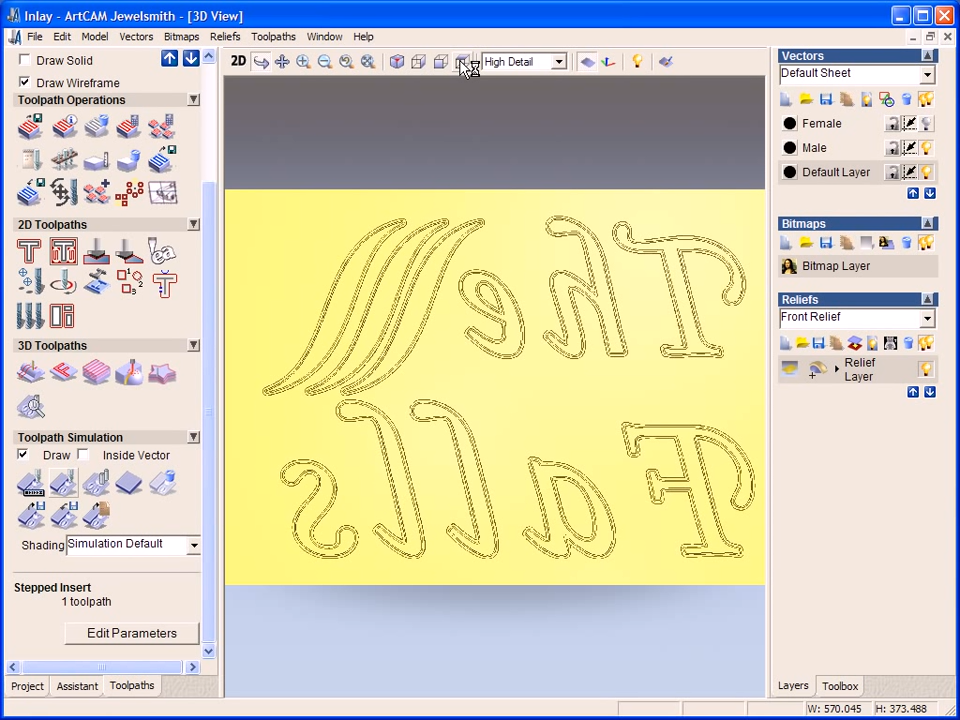 Inlay - ArtCAM Jewelsmith - [3D View]
File Edit Model Vectors Bitmaps Reliefs Toolpaths Window Help
Draw Solid
Draw Wireframe
Toolpath Operations
2D Toolpaths
3D Toolpaths
Toolpath Simulation
Draw Inside Vector
Shading Simulation Default
Stepped Insert
1 toolpath
Edit Parameters
Project Assistant Toolpaths
2D High Detail
The
Falls
Vectors
Default Sheet
Female
Male
Default Layer
Bitmaps
Bitmap Layer
Reliefs
Front Relief
Relief
Layer
Layers Toolbox
W: 570.045 H: 373.488